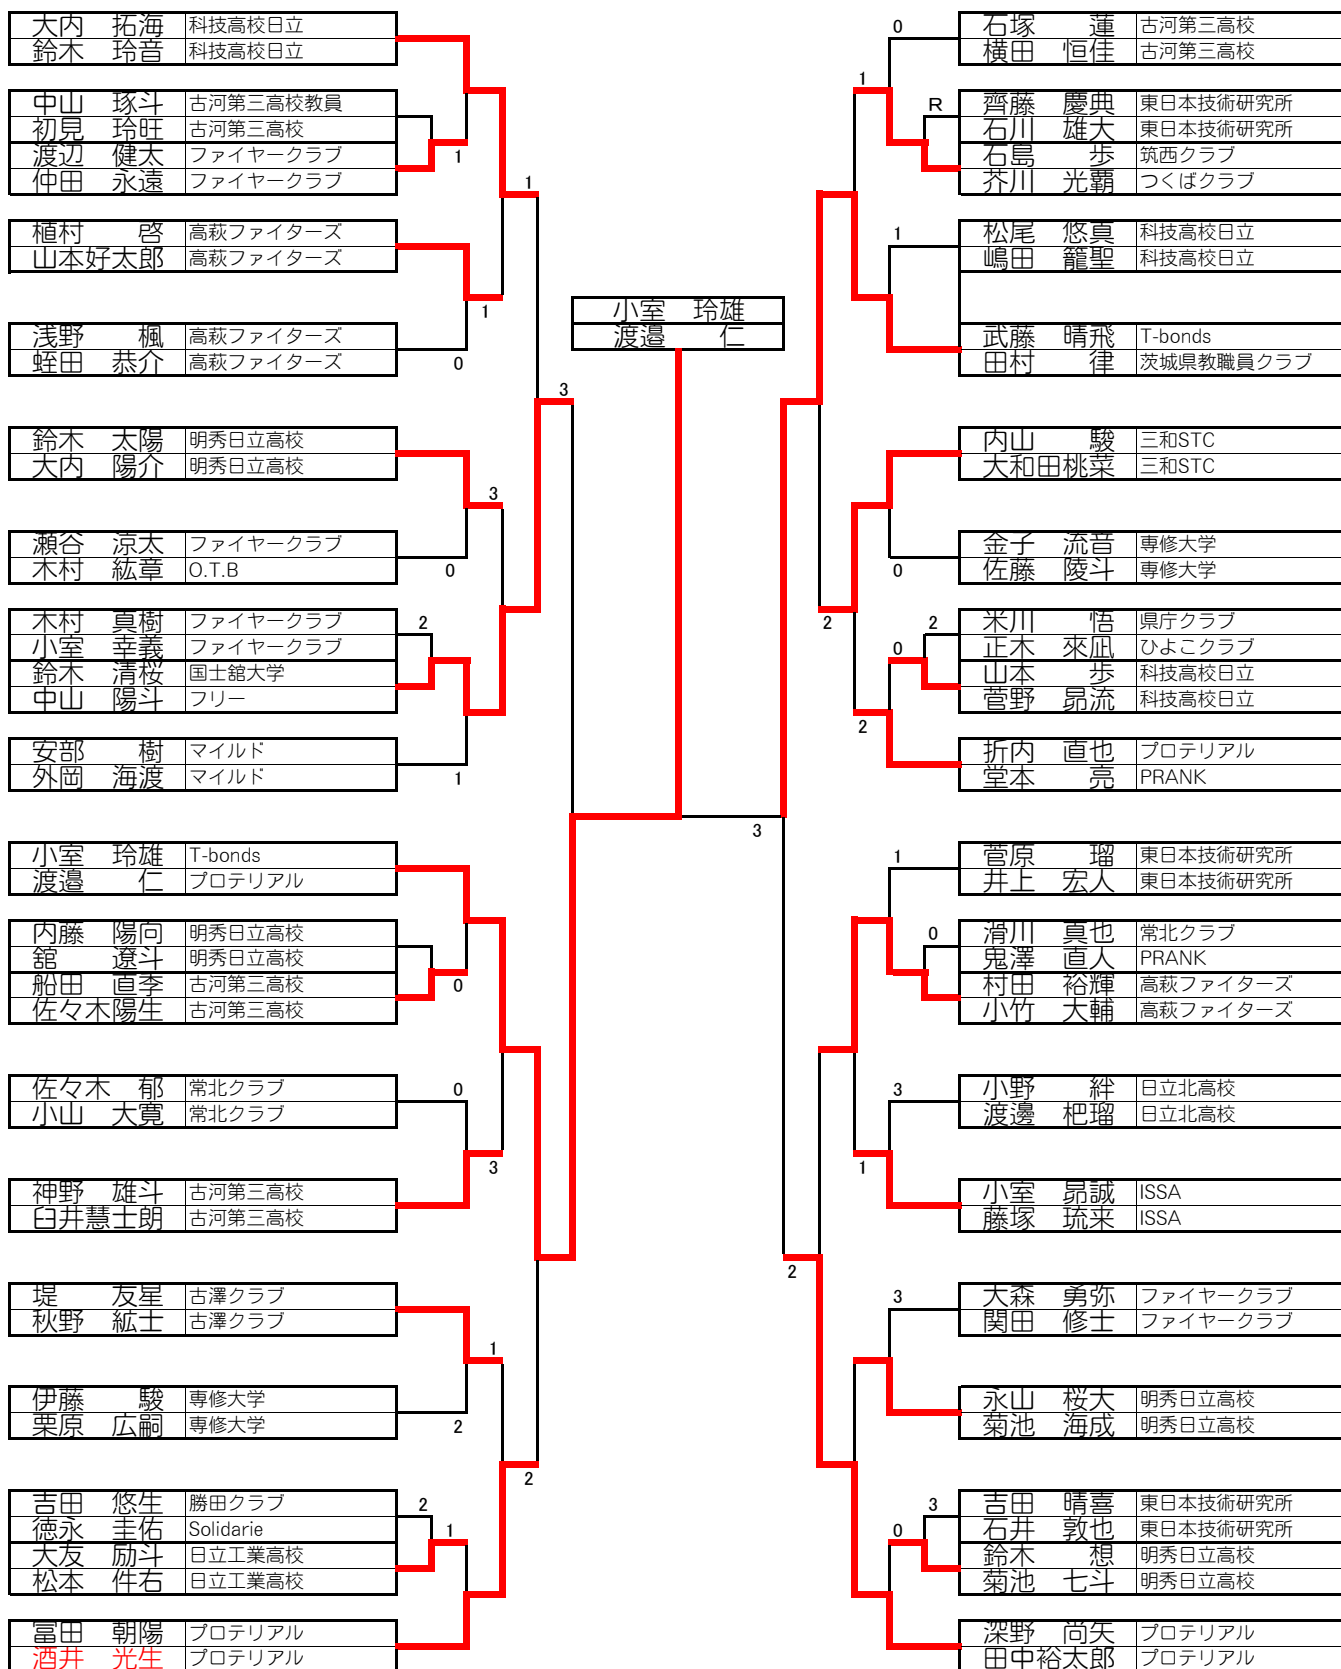 大内　拓海 科技高校日立
鈴木　玲音 科技高校日立
中山　琢斗 古河第三高校教員
初見　玲旺 古河第三高校
渡辺　健太 ファイヤークラブ
仲田　永遠 ファイヤークラブ
1
1
植村　啓 高萩ファイターズ
山本好太郎 高萩ファイターズ
1
浅野　楓 高萩ファイターズ
蛭田　恭介 高萩ファイターズ
0
3
鈴木　太陽 明秀日立高校
大内　陽介 明秀日立高校
3
瀬谷　涼太 ファイヤークラブ
木村　紘章 O.T.B
0
木村　真樹 ファイヤークラブ
小室　幸義 ファイヤークラブ
鈴木　清桜 国士舘大学
中山　陽斗 フリー
2
安部　樹 マイルド
外岡　海渡 マイルド
1
小室　玲雄 T-bonds
渡邉　仁 プロテリアル
内藤　陽向 明秀日立高校
舘　遼斗 明秀日立高校
船田　直季 古河第三高校
佐々木陽生 古河第三高校
0
佐々木　郁 常北クラブ
小山　大寛 常北クラブ
0
3
神野　雄斗 古河第三高校
臼井慧士朗 古河第三高校
堤　友星 古澤クラブ
秋野　絋士 古澤クラブ
1
伊藤　駿 専修大学
栗原　広嗣 専修大学
2
2
吉田　悠生 勝田クラブ
徳永　圭佑 Solidarie
大友　励斗 日立工業高校
松本　件右 日立工業高校
2
1
冨田　朝陽 プロテリアル
酒井　光生 プロテリアル
小室　玲雄
渡邉　仁
3
0
石塚　蓮 古河第三高校
横田　恒佳 古河第三高校
1
R
齊藤　慶典 東日本技術研究所
石川　雄大 東日本技術研究所
石島　歩 筑西クラブ
芥川　光覇 つくばクラブ
1
松尾　悠真 科技高校日立
嶋田　籠聖 科技高校日立
武藤　晴飛 T-bonds
田村　律 茨城県教職員クラブ
内山　駿 三和STC
大和田桃菜 三和STC
0
金子　流音 専修大学
佐藤　陵斗 専修大学
2
0
2
米川　悟 県庁クラブ
正木　來凪 ひよこクラブ
山本　歩 科技高校日立
菅野　昴流 科技高校日立
2
折内　直也 プロテリアル
堂本　亮 PRANK
1
菅原　瑠 東日本技術研究所
井上　宏人 東日本技術研究所
0
滑川　真也 常北クラブ
鬼澤　直人 PRANK
村田　裕輝 高萩ファイターズ
小竹　大輔 高萩ファイターズ
3
小野　絆 日立北高校
渡邊　杷瑠 日立北高校
1
小室　昴誠 ISSA
藤塚　琉来 ISSA
2
3
大森　勇弥 ファイヤークラブ
関田　修士 ファイヤークラブ
永山　桜大 明秀日立高校
菊池　海成 明秀日立高校
3
0
吉田　晴喜 東日本技術研究所
石井　敦也 東日本技術研究所
鈴木　想 明秀日立高校
菊池　七斗 明秀日立高校
深野　尚矢 プロテリアル
田中裕太郎 プロテリアル